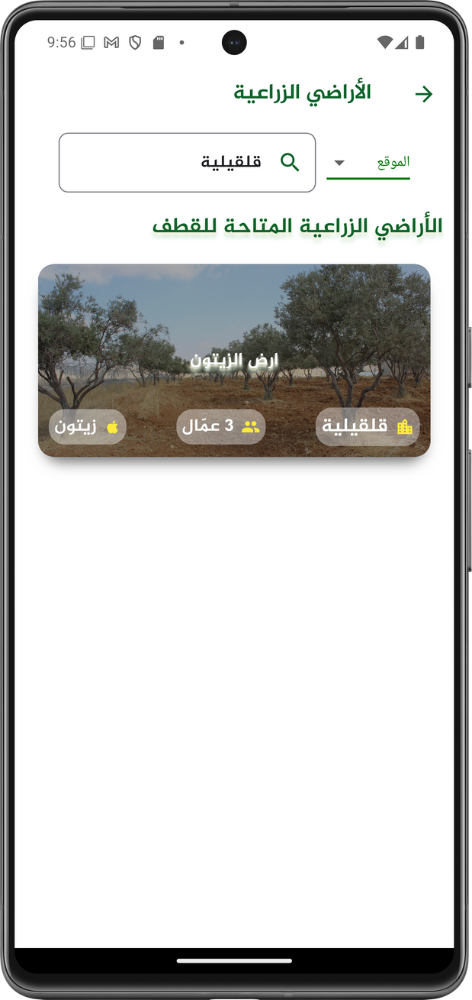 9:56
الأراضي الزراعية
الموقع
قلقيلية
الأراضي الزراعية المتاحة للقطف
ارض الزيتون
قلقيلية
3 عمّال
زيتون